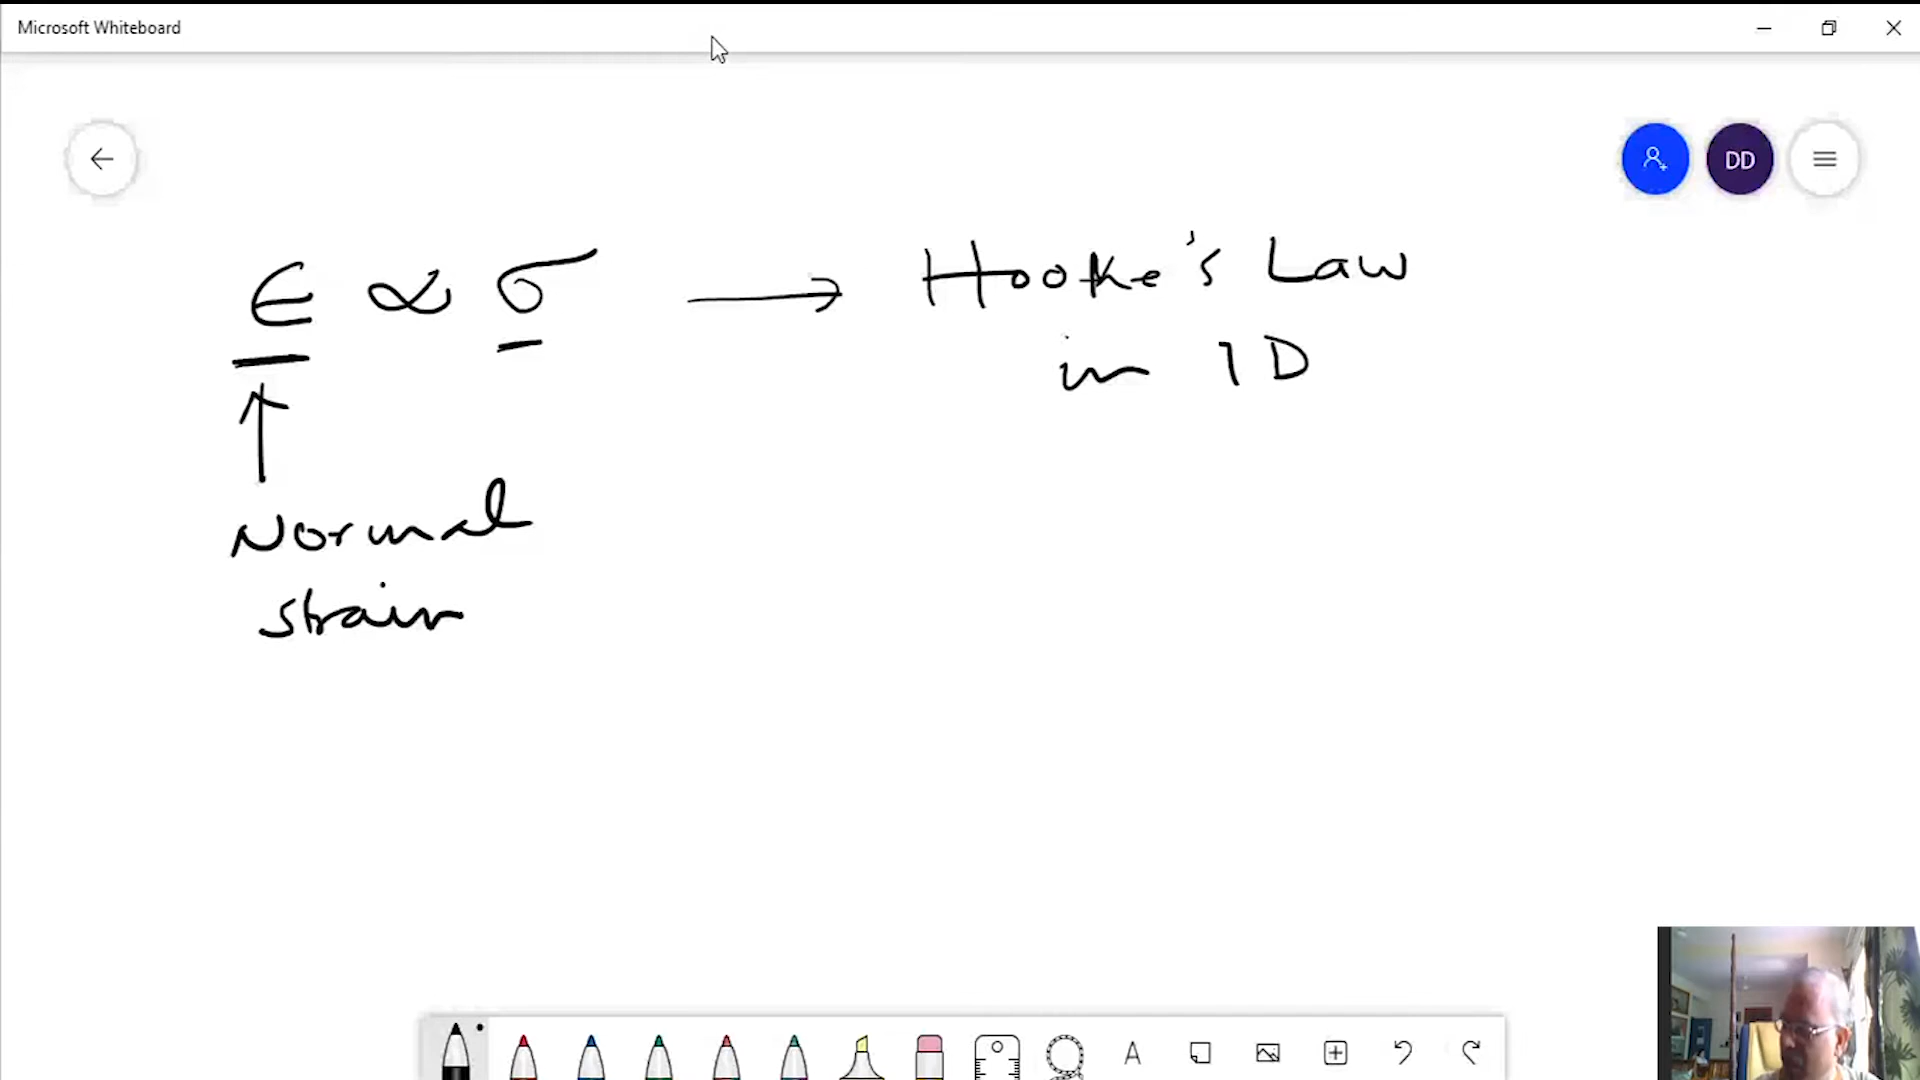 Microsoft Whiteboard
DD
ϵ ∝ σ → Hooke's Law
in 1D
↑
Normal
strain
A